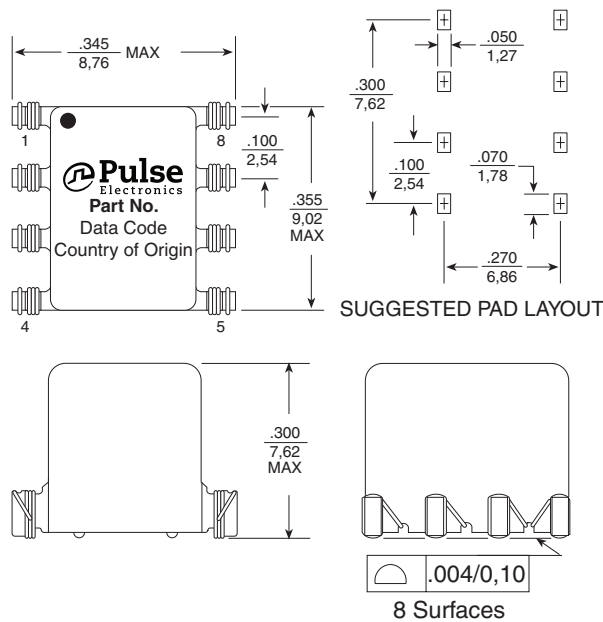 .345
8,76
MAX
1
8
Pulse
Electronics
Part No.
Data Code
Country of Origin
4
5
.100
2,54
.355
9,02
MAX
.050
1,27
.300
7,62
.100
2,54
.070
1,78
.270
6,86
SUGGESTED PAD LAYOUT
.300
7,62
MAX
.004/0,10
8 Surfaces